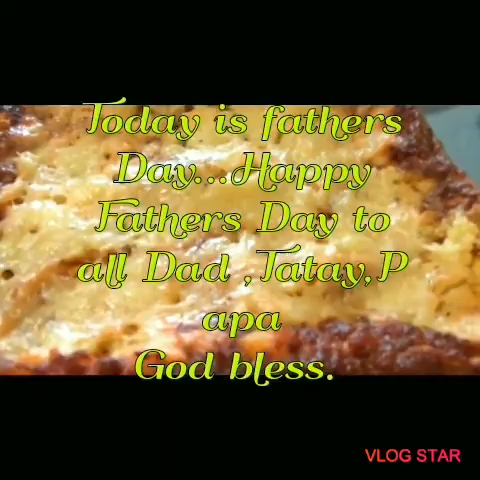 Today is fathers
Day...Happy
Fathers Day to
all Dad ,Tatay,P
apa
God bless.
VLOG STAR